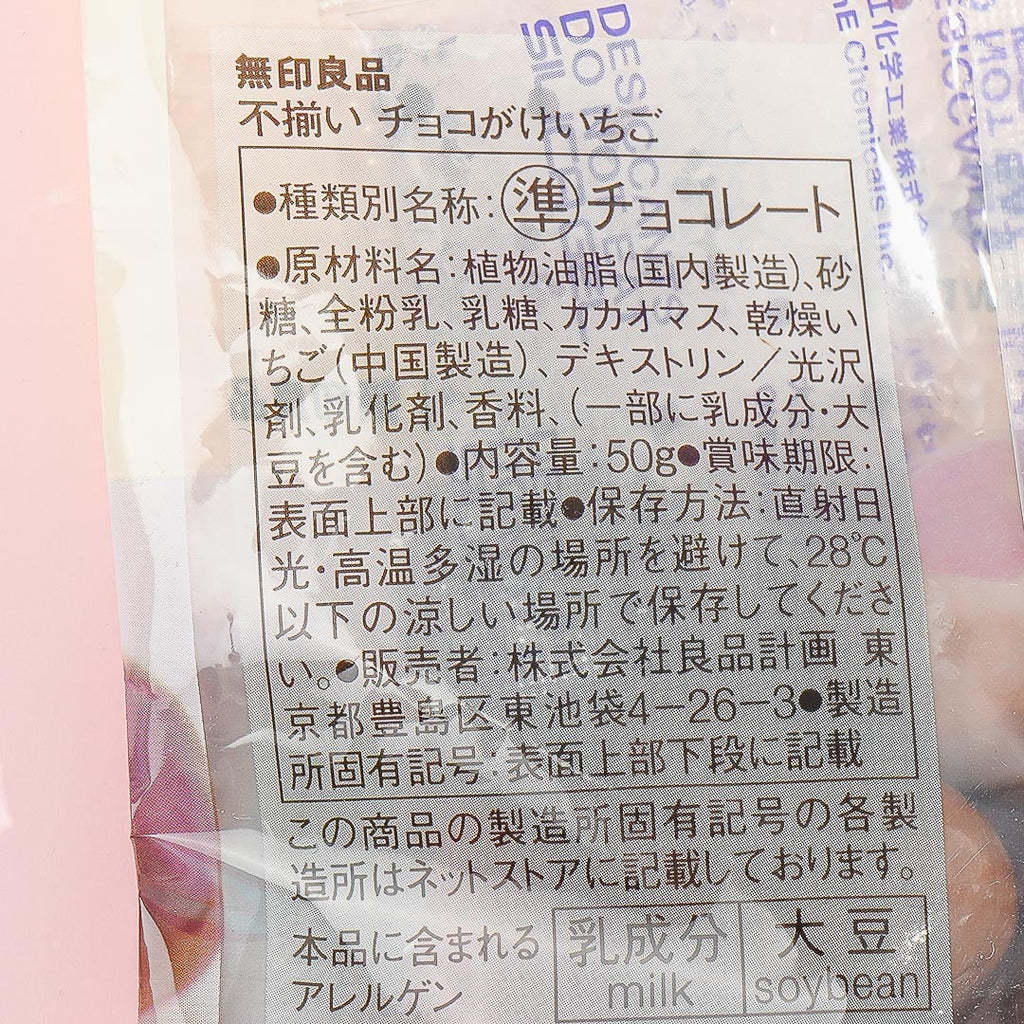 無印良品
不揃い チョコがけいちご
●種類別名称:準チョコレート
●原材料名:植物油脂(国内製造)、砂
糖、全粉乳、乳糖、カカオマス、乾燥い
ちご(中国製造)、デキストリン/光沢
剤、乳化剤、香料、(一部に乳成分・大
豆を含む)●内容量:50g●賞味期限:
表面上部に記載●保存方法:直射日
光・高温多湿の場所を避けて、28℃
以下の涼しい場所で保存してくださ
い。●販売者:株式会社良品計画 東
京都豊島区東池袋4-26-3●製造
所固有記号:表面上部下段に記載
この商品の製造所固有記号の各製
造所はネットストアに記載しております。
本品に含まれる
アレルゲン
乳成分
milk
大豆
soybean
DESICC
DO NOT
化学工業株式
Chemicals Inc.